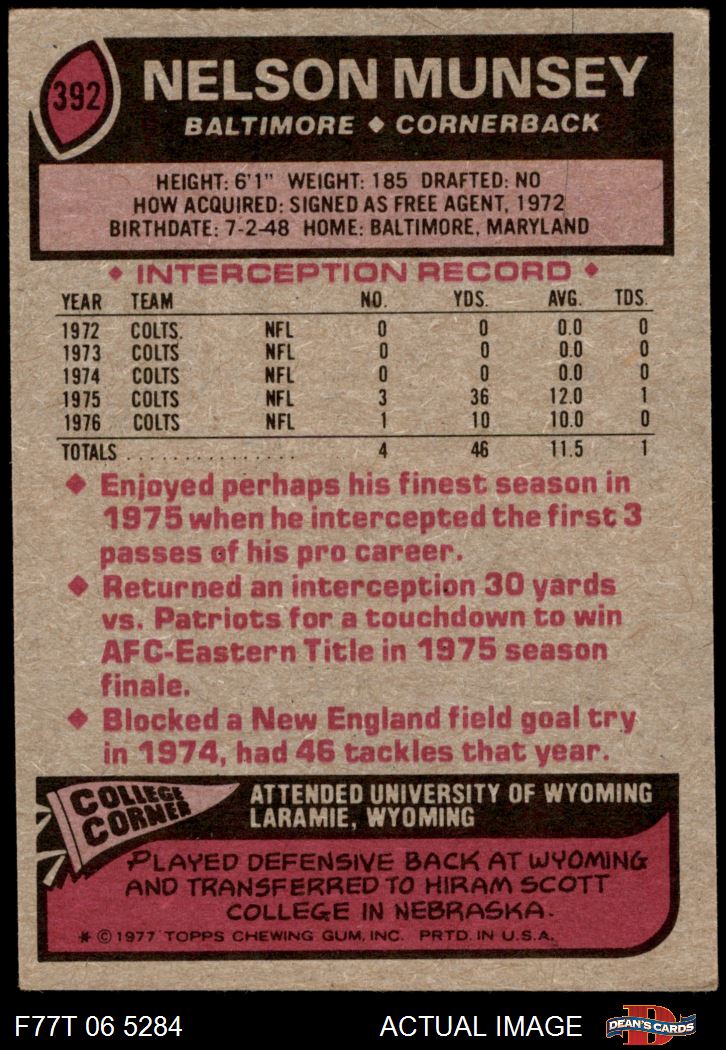 392
NELSON MUNSEY
BALTIMORE ◆ CORNERBACK
HEIGHT: 6'1" WEIGHT: 185 DRAFTED: NO
HOW ACQUIRED: SIGNED AS FREE AGENT, 1972
BIRTHDATE: 7-2-48 HOME: BALTIMORE, MARYLAND
◆ INTERCEPTION RECORD ◆
YEAR TEAM NO. YDS. AVG. TDS.
1972 COLTS. NFL 0 0 0.0 0
1973 COLTS NFL 0 0 0.0 0
1974 COLTS NFL 0 0 0.0 0
1975 COLTS NFL 3 36 12.0 1
1976 COLTS NFL 1 10 10.0 0
TOTALS . . . . . . . . . . . . . . . 4 46 11.5 1
◆ Enjoyed perhaps his finest season in
1975 when he intercepted the first 3
passes of his pro career.
◆ Returned an interception 30 yards
vs. Patriots for a touchdown to win
AFC-Eastern Title in 1975 season
finale.
◆ Blocked a New England field goal try
in 1974, had 46 tackles that year.
COLLEGE
CORNER
ATTENDED UNIVERSITY OF WYOMING
LARAMIE, WYOMING
PLAYED DEFENSIVE BACK AT WYOMING
AND TRANSFERRED TO HIRAM SCOTT
COLLEGE IN NEBRASKA.
* © 1977 TOPPS CHEWING GUM, INC. PRTD. IN U.S.A.
F77T 06 5284 ACTUAL IMAGE
D
DEAN'S CARDS